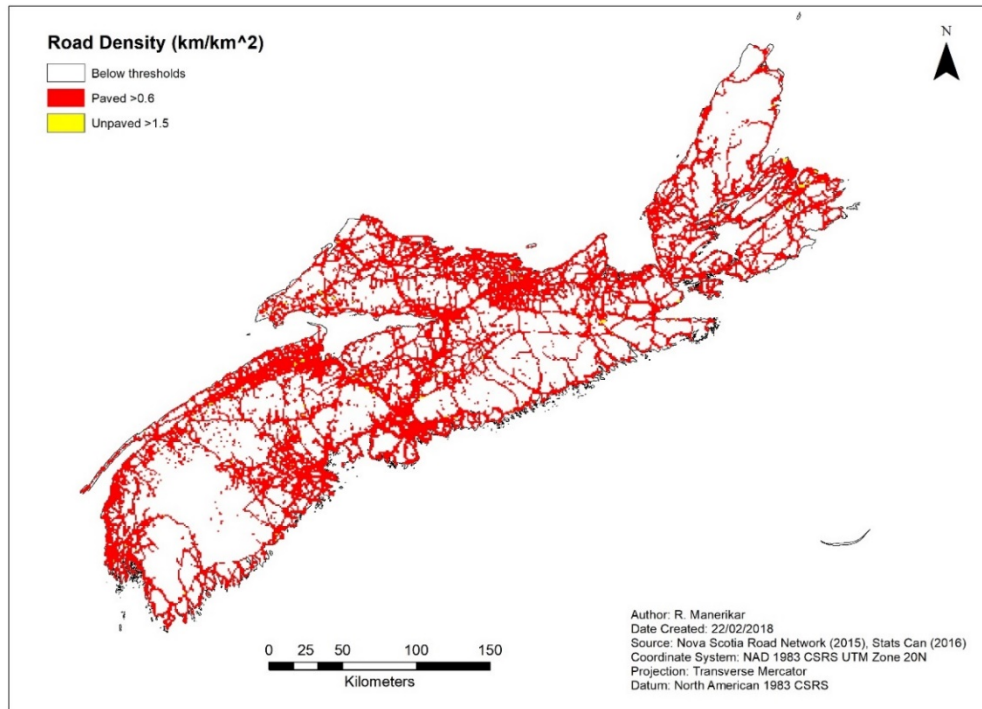 Road Density (km/km^2)
Below thresholds
Paved >0.6
Unpaved >1.5
N
0 25 50 100 150
Kilometers
Author: R. Manerikar
Date Created: 22/02/2018
Source: Nova Scotia Road Network (2015), Stats Can (2016)
Coordinate System: NAD 1983 CSRS UTM Zone 20N
Projection: Transverse Mercator
Datum: North American 1983 CSRS